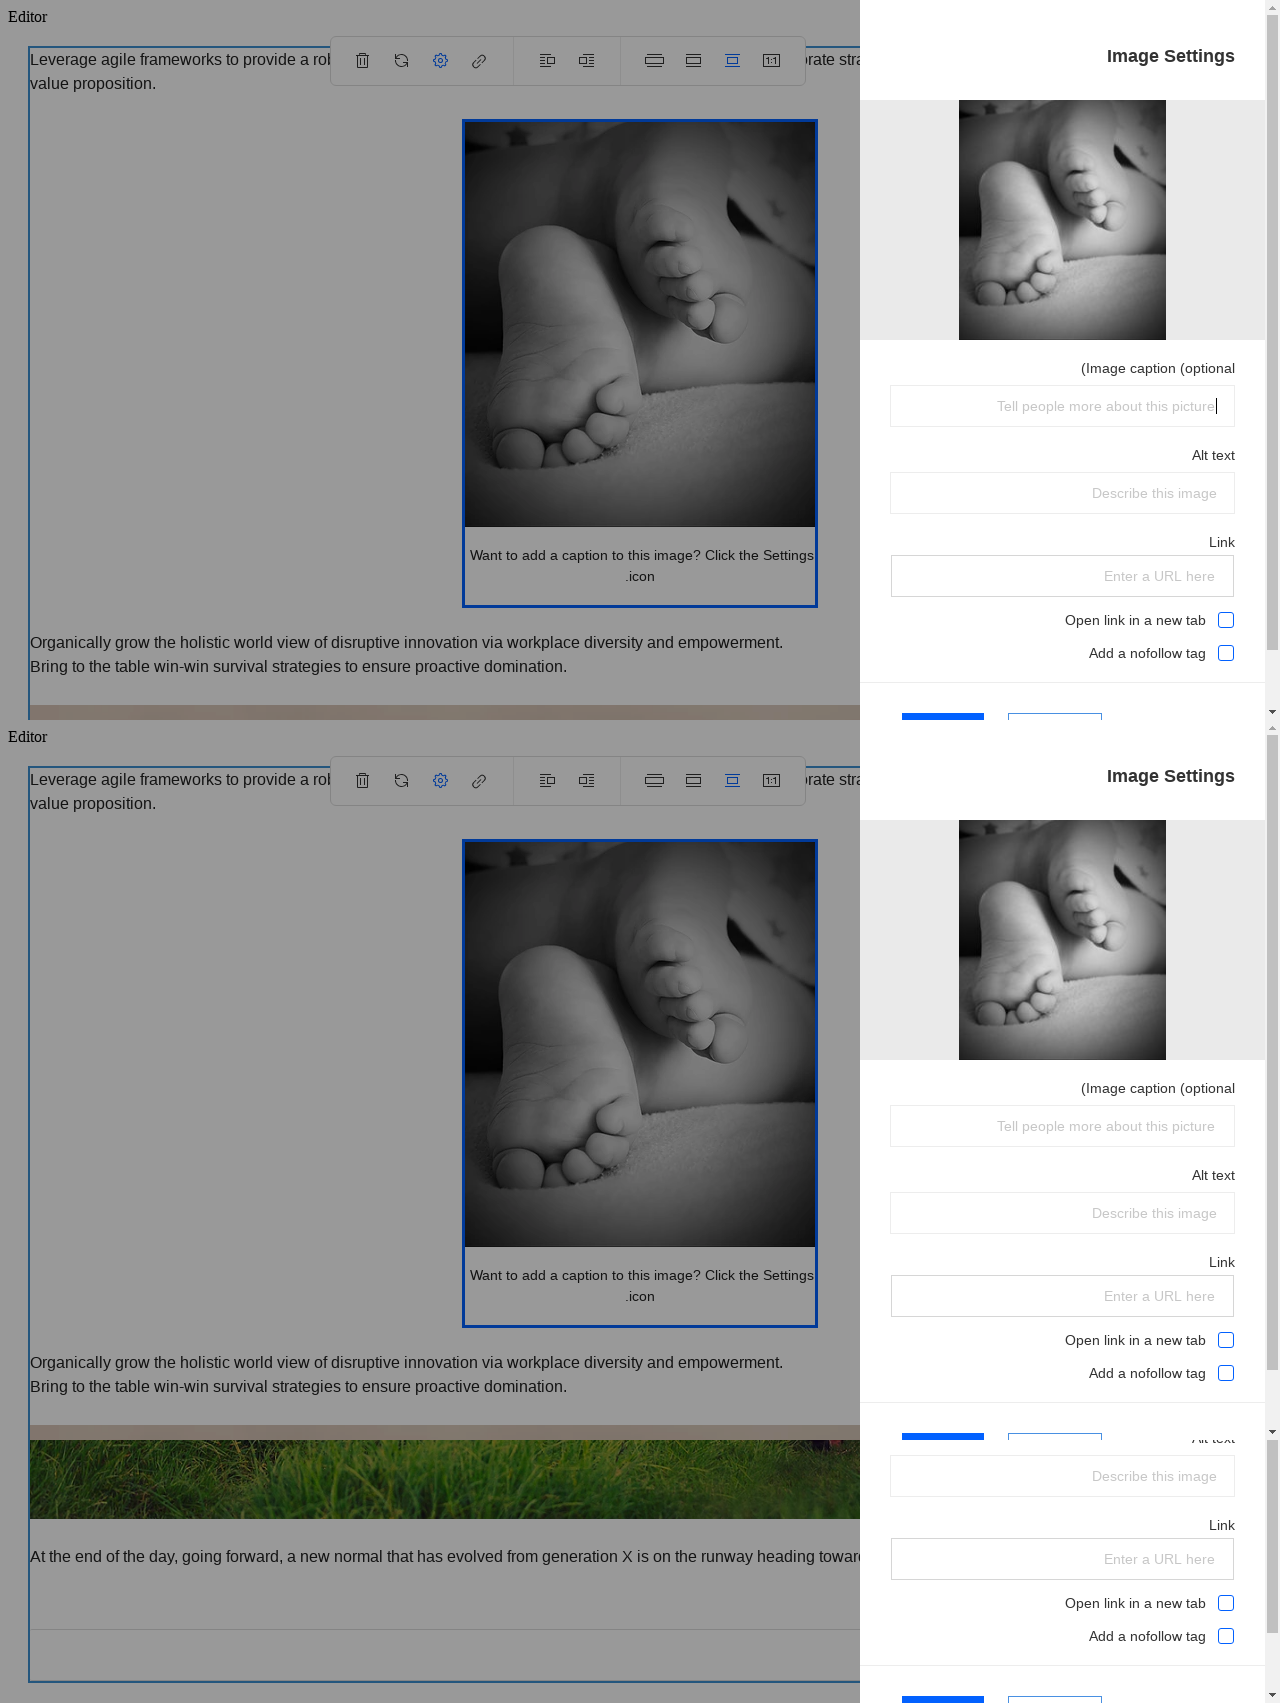 Editor
Leverage agile frameworks to provide a
value proposition.
1:1
Image Settings
(Image caption (optional
Tell people more about this picture
Alt text
Describe this image
Link
Enter a URL here
Open link in a new tab
Add a nofollow tag
Want to add a caption to this image? Click the Settings
.icon
Organically grow the holistic world view of disruptive innovation via workplace diversity and empowerment.
Bring to the table win-win survival strategies to ensure proactive domination.
Editor
Leverage agile frameworks to provide a
value proposition.
1:1
Image Settings
(Image caption (optional
Tell people more about this picture
Alt text
Describe this image
Link
Enter a URL here
Open link in a new tab
Add a nofollow tag
Want to add a caption to this image? Click the Settings
.icon
Organically grow the holistic world view of disruptive innovation via workplace diversity and empowerment.
Bring to the table win-win survival strategies to ensure proactive domination.
Alt text
Describe this image
Link
Enter a URL here
Open link in a new tab
Add a nofollow tag
At the end of the day, going forward, a new normal that has evolved from generation X is on the runway heading